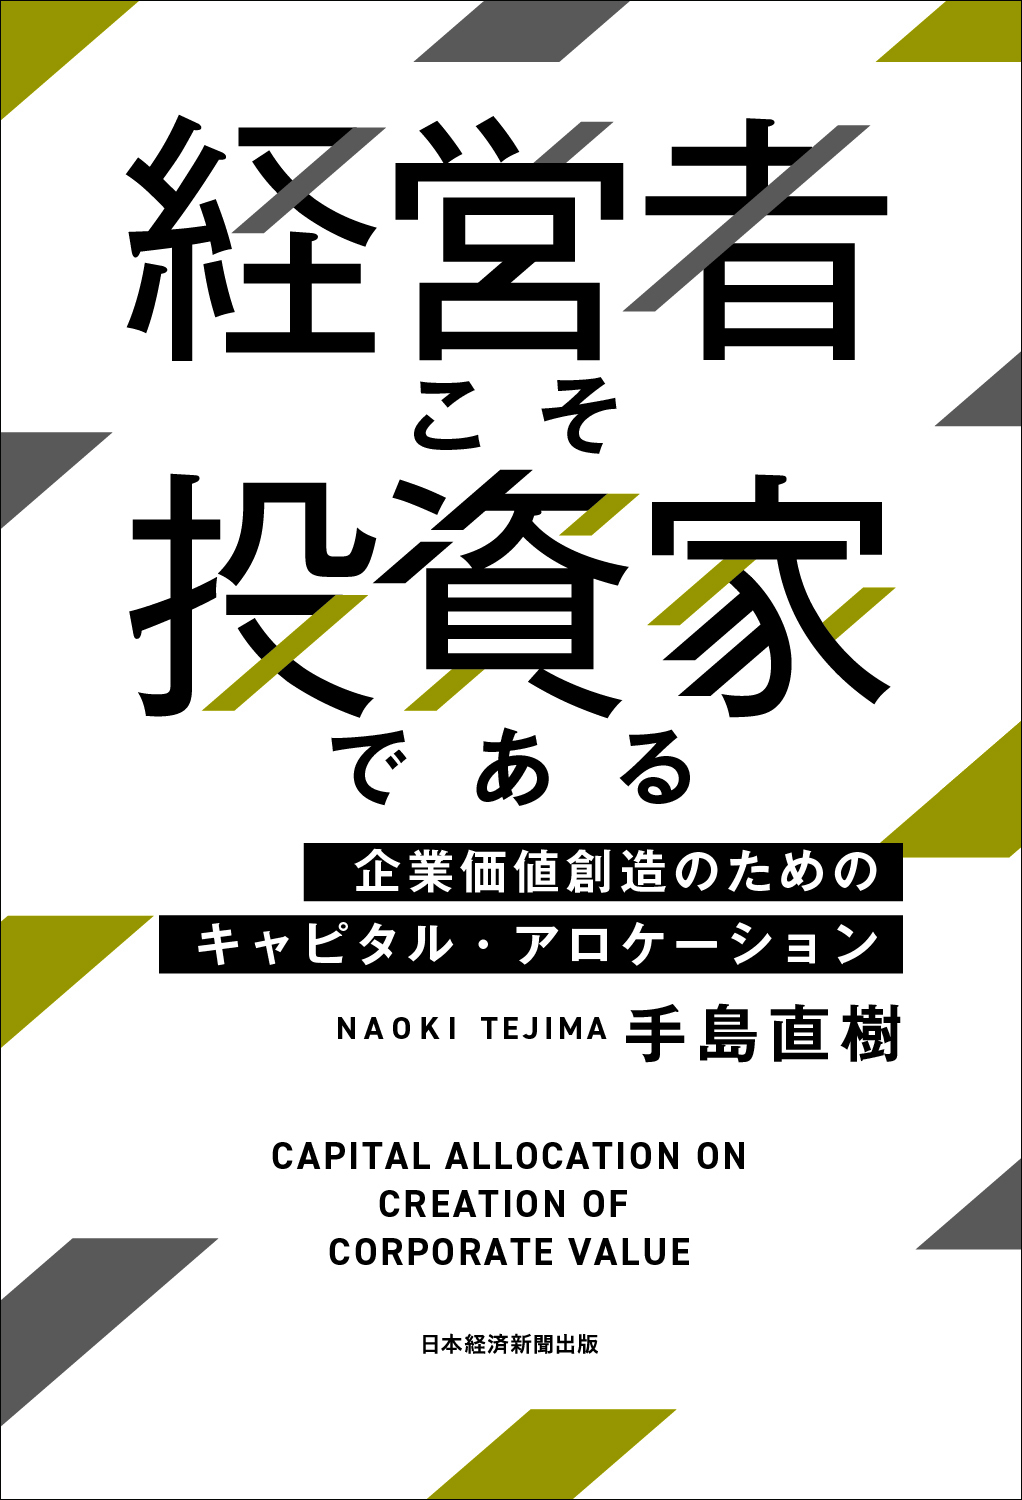 経営者
こそ
投資家
である
企業価値創造のための
キャピタル・アロケーション
NAOKI TEJIMA 手島直樹
CAPITAL ALLOCATION ON
CREATION OF
CORPORATE VALUE
日本経済新聞出版